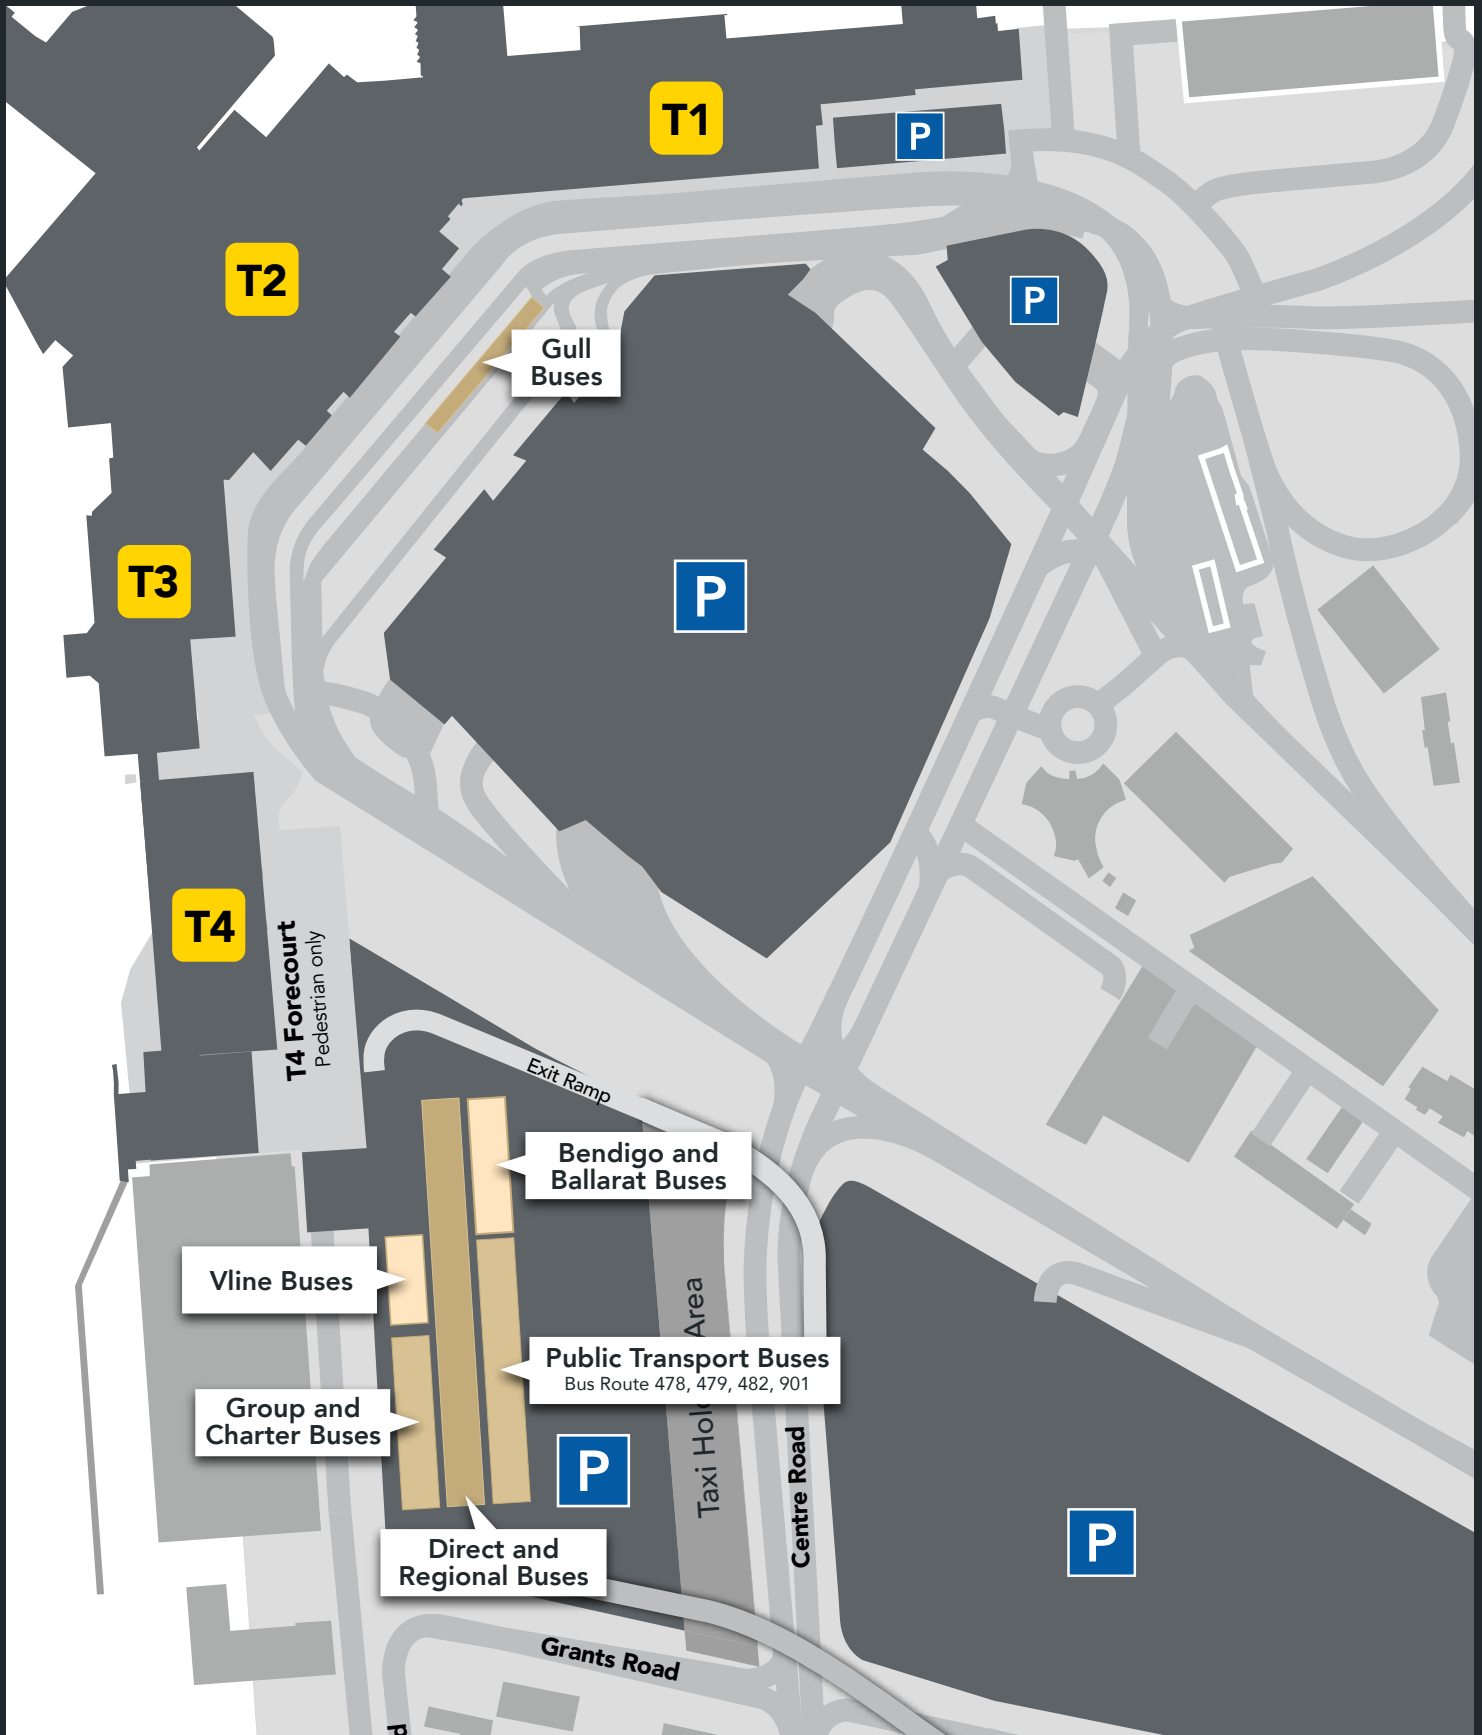 T1
P
T2
P
Gull
Buses
T3
P
T4
T4 Forecourt
Pedestrian only
Exit Ramp
Bendigo and
Ballarat Buses
Vline Buses
Taxi Hol Area
Public Transport Buses
Bus Route 478, 479, 482, 901
Group and
Charter Buses
P
Centre Road
Direct and
Regional Buses
P
Grants Road